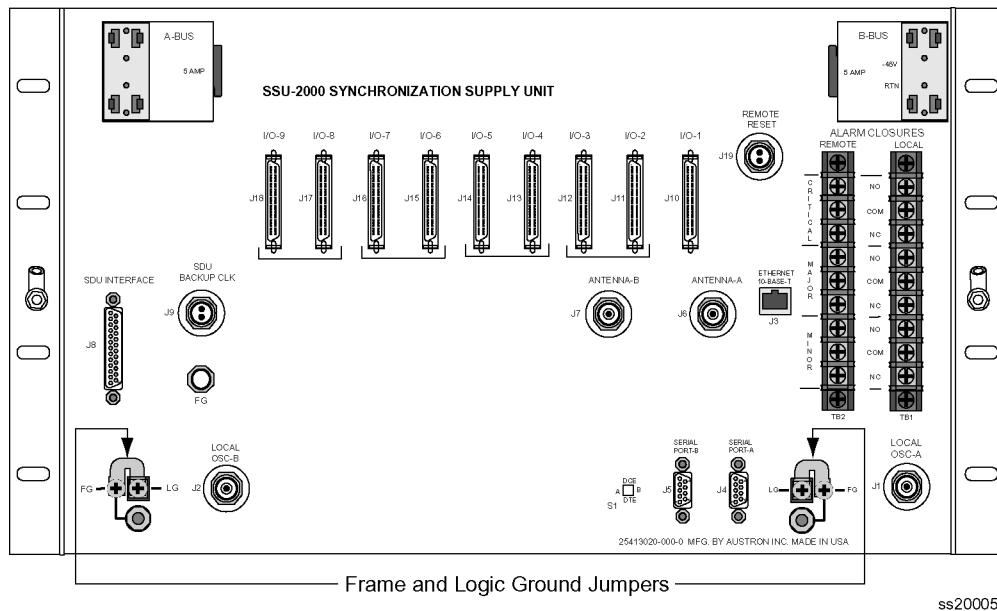 A-BUS
5 AMP
B-BUS
5 AMP
-48V
RTN
SSU-2000 SYNCHRONIZATION SUPPLY UNIT
REMOTE
RESET
J19
ALARM CLOSURES
REMOTE
LOCAL
I/O-9
I/O-8
I/O-7
I/O-6
I/O-5
I/O-4
I/O-3
I/O-2
I/O-1
J18
J17
J16
J15
J14
J13
J12
J11
J10
CRITICAL
NO
COM
NC
MAJOR
NO
COM
NC
MINOR
NO
COM
NC
TB2
TB1
SDU INTERFACE
J8
SDU
BACKUP CLK
J9
FG
ANTENNA-B
J7
ANTENNA-A
J6
ETHERNET
10-BASE-T
J3
FG
LG
LOCAL
OSC-B
J2
DCE
A
B
DTE
S1
SERIAL
PORT-B
J5
SERIAL
PORT-A
J4
LG
FG
LOCAL
OSC-A
J1
25413020-000-0 MFG. BY AUSTRON INC. MADE IN USA
Frame and Logic Ground Jumpers
ss20005